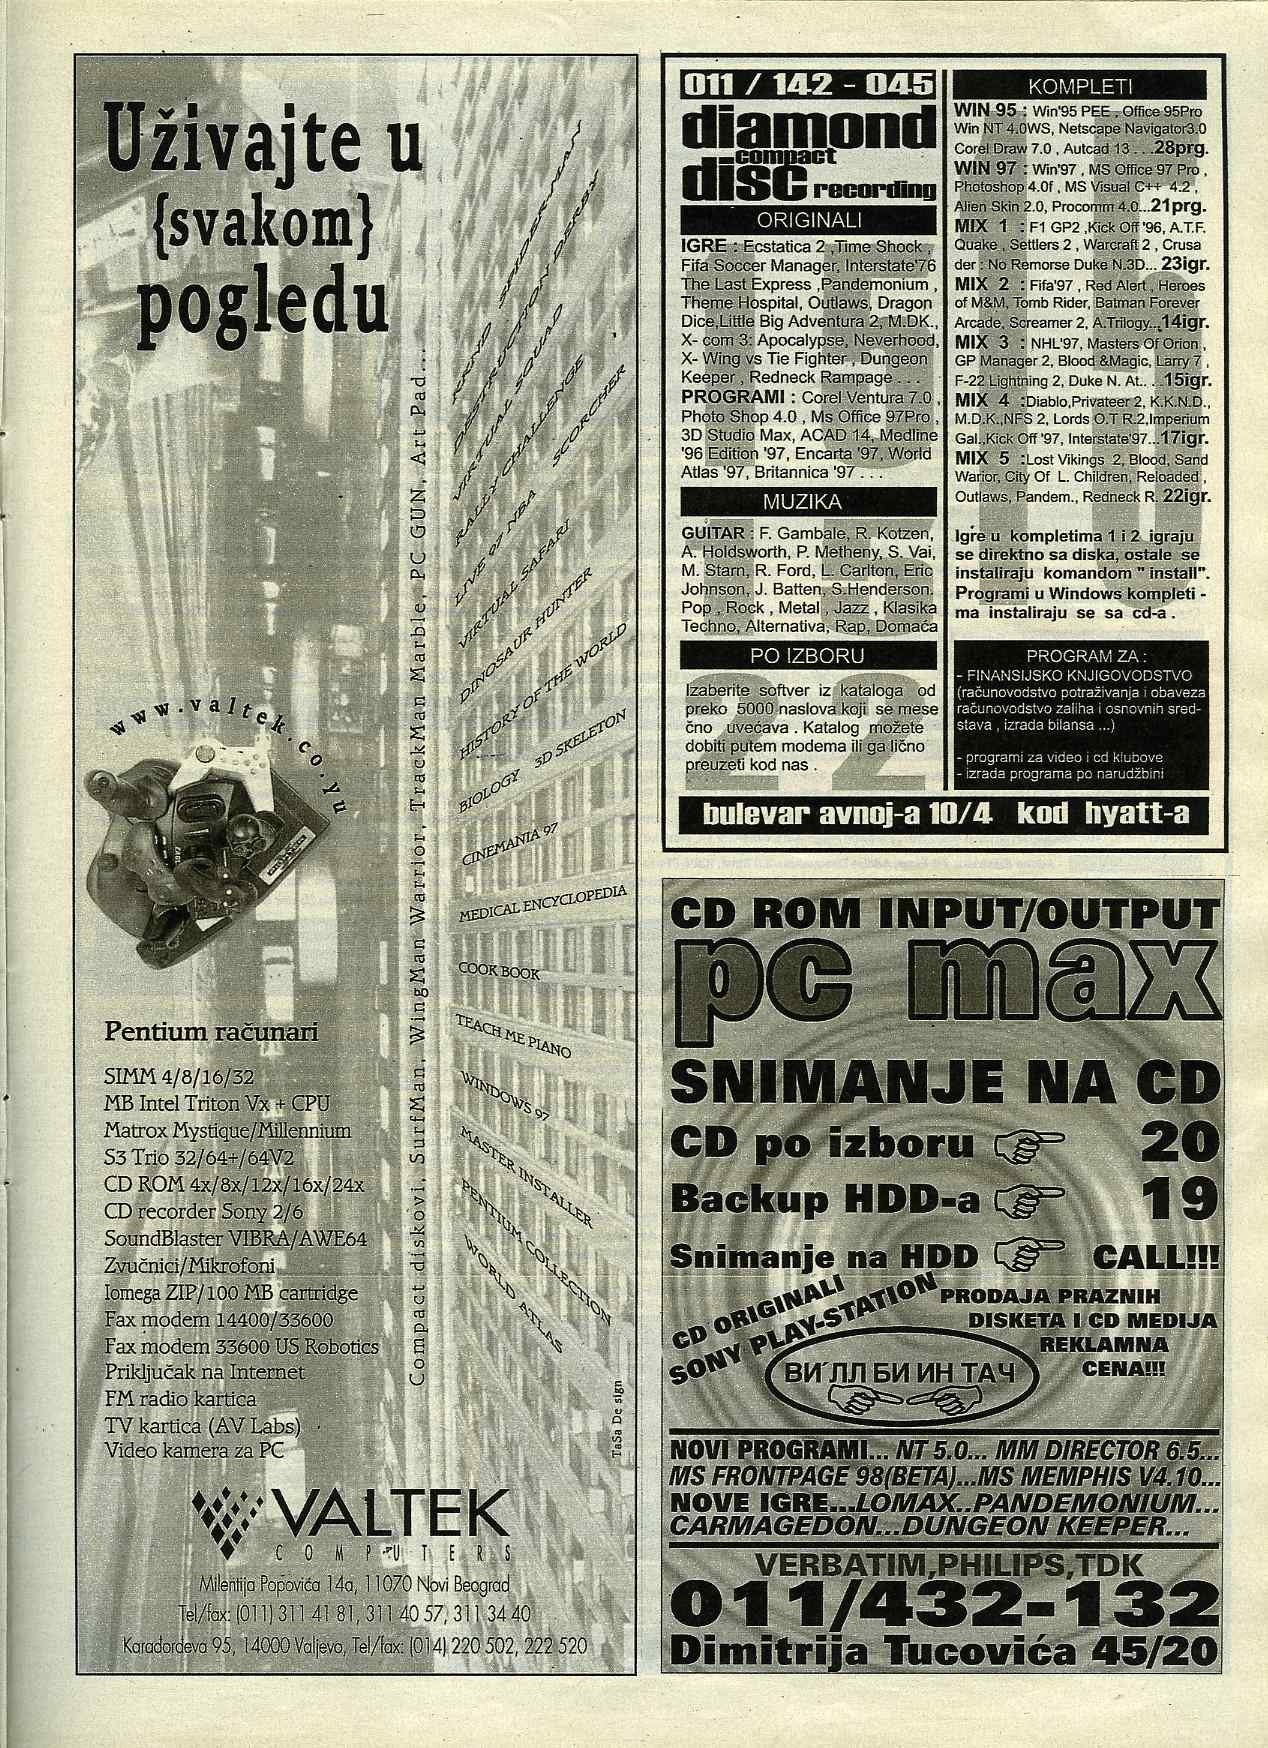 Uživajte u
{svakom}
pogledu
www.valtek.co.yu
Pentium računari
SIMM 4/8/16/32
MB Intel Triton Vx + CPU
Matrox Mystique/Millennium
S3 Trio 32/64+/64V2
CD ROM 4x/8x/12x/16x/24x
CD recorder Sony 2/6
SoundBlaster VIBRA/AWE64
Zvučnici/Mikrofoni
Iomega ZIP/100 MB cartridge
Fax modem 14400/33600
Fax modem 33600 US Robotics
Priključak na Internet
FM radio kartica
TV kartica (AV Labs)
Video kamera za PC
Compact diskovi, SurfMan, WingMan Warrior, TrackMan Marble, PC GUN, Art Pad...
KKND SPIDERMAN
DESTRUCTION DERBY
VIRTUAL SQUAD
RALLY CHALLENGE
SCORCHER
LIVE 97 NBA
VIRTUAL SAFARI
DINOSAUR HUNTER
HISTORY OF THE WORLD
BIOLOGY 3D SKELETON
CINEMANIA 97
MEDICAL ENCYCLOPEDIA
COOK BOOK
TEACH ME PIANO
WINDOWS 97
MASTER INSTALLER
PENTIUM COLLECTION
WORLD ATLAS
TaSa De sign
VALTEK
COMPUTERS
Milentija Popovića 14a, 11070 Novi Beograd
Tel/fax: (011) 311 41 81, 311 40 57, 311 34 40
Karadordeva 95, 14000 Valjevo, Tel/fax: (014) 220 502, 222 520
011 / 142 - 045
diamond
compact
disc recording
ORIGINALI
IGRE : Ecstatica 2 ,Time Shock ,
Fifa Soccer Manager, Interstate'76
The Last Express ,Pandemonium ,
Theme Hospital, Outlaws, Dragon
Dice,Little Big Adventura 2, M.DK.,
X- com 3: Apocalypse, Neverhood,
X- Wing vs Tie Fighter , Dungeon
Keeper , Redneck Rampage . . .
PROGRAMI : Corel Ventura 7.0 ,
Photo Shop 4.0 , Ms Office 97Pro ,
3D Studio Max, ACAD 14, Medline
'96 Edition '97, Encarta '97, World
Atlas '97, Britannica '97 . . .
MUZIKA
GUITAR : F. Gambale, R. Kotzen,
A. Holdsworth, P. Metheny, S. Vai,
M. Starn, R. Ford, L. Carlton, Eric
Johnson, J. Batten, S.Henderson.
Pop , Rock , Metal , Jazz , Klasika
Techno, Alternativa, Rap, Domaća
PO IZBORU
Izaberite softver iz kataloga od
preko 5000 naslova koji se mese
čno uvećava . Katalog možete
dobiti putem modema ili ga lično
preuzeti kod nas .
KOMPLETI
WIN 95 : Win'95 PEE , Office 95Pro
Win NT 4.0WS, Netscape Navigator3.0
Corel Draw 7.0 , Autcad 13 . . .28prg.
WIN 97 : Win'97 , MS Office 97 Pro ,
Photoshop 4.0f , MS Visual C++ 4.2 ,
Alien Skin 2.0, Procomm 4.0...21prg.
MIX 1 : F1 GP2 ,Kick Off '96, A.T.F.
Quake , Settlers 2 , Warcraft 2 , Crusa
der : No Remorse Duke N.3D... 23igr.
MIX 2 : Fifa'97 , Red Alert , Heroes
of M&M, Tomb Rider, Batman Forever
Arcade, Screamer 2, A.Trilogy...14igr.
MIX 3 : NHL'97, Masters Of Orion ,
GP Manager 2, Blood &Magic, Larry 7 ,
F-22 Lightning 2, Duke N. At.. . .15igr.
MIX 4 :Diablo,Privateer 2, K.K.N.D.,
M.D.K.,NFS 2, Lords O.T R.2,Imperium
Gal.,Kick Off '97, Interstate'97...17igr.
MIX 5 :Lost Vikings 2, Blood, Sand
Warior, City Of L. Children, Reloaded ,
Outlaws, Pandem., Redneck R. 22igr.
Igre u kompletima 1 i 2 igraju
se direktno sa diska, ostale se
instaliraju komandom " install".
Programi u Windows kompleti -
ma instaliraju se sa cd-a .
PROGRAM ZA :
- FINANSIJSKO KNJIGOVODSTVO
(računovodstvo potraživanja i obaveza
računovodstvo zaliha i osnovnih sred-
stava , izrada bilansa ...)
- programi za video i cd klubove
- izrada programa po narudžbini
bulevar avnoj-a 10/4 kod hyatt-a
CD ROM INPUT/OUTPUT
pc max
SNIMANJE NA CD
CD po izboru 20
Backup HDD-a 19
Snimanje na HDD CALL!!!
CD ORIGINALI
SONY PLAY-STATION
PRODAJA PRAZNIH
DISKETA I CD MEDIJA
REKLAMNA
CENA!!!
ВИ´ЛЛ БИ ИН ТАЧ
NOVI PROGRAMI... NT 5.0... MM DIRECTOR 6.5...
MS FRONTPAGE 98(BETA)...MS MEMPHIS V4.10...
NOVE IGRE...LOMAX..PANDEMONIUM...
CARMAGEDON...DUNGEON KEEPER...
VERBATIM,PHILIPS,TDK
011/432-132
Dimitrija Tucovića 45/20